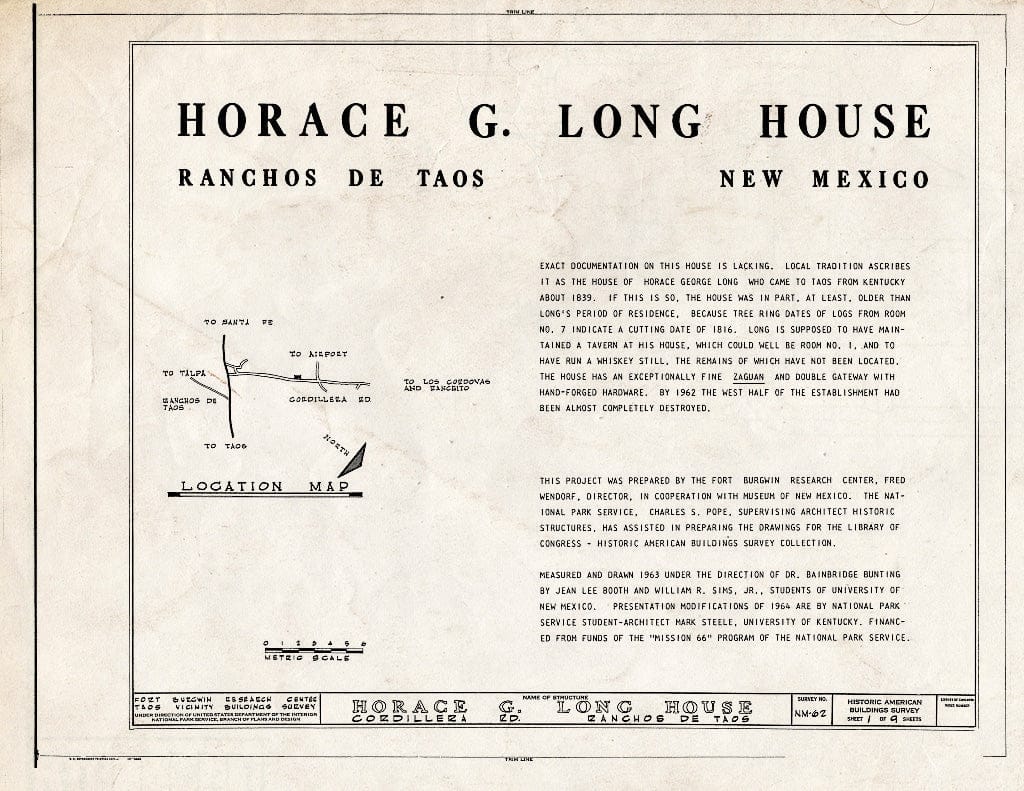 TRIM LINE
HORACE G. LONG HOUSE
RANCHOS DE TAOS NEW MEXICO
EXACT DOCUMENTATION ON THIS HOUSE IS LACKING. LOCAL TRADITION ASCRIBES
IT AS THE HOUSE OF HORACE GEORGE LONG WHO CAME TO TAOS FROM KENTUCKY
ABOUT 1839. IF THIS IS SO, THE HOUSE WAS IN PART, AT LEAST, OLDER THAN
LONG'S PERIOD OF RESIDENCE, BECAUSE TREE RING DATES OF LOGS FROM ROOM
NO. 7 INDICATE A CUTTING DATE OF 1816. LONG IS SUPPOSED TO HAVE MAIN-
TAINED A TAVERN AT HIS HOUSE, WHICH COULD WELL BE ROOM NO. 1, AND TO
HAVE RUN A WHISKEY STILL, THE REMAINS OF WHICH HAVE NOT BEEN LOCATED.
THE HOUSE HAS AN EXCEPTIONALLY FINE ZAGUAN AND DOUBLE GATEWAY WITH
HAND-FORGED HARDWARE. BY 1962 THE WEST HALF OF THE ESTABLISHMENT HAD
BEEN ALMOST COMPLETELY DESTROYED.
TO SANTA FE
TO AIRPORT
TO TALPA
TO LOS CORDOVAS
AND RANCHITO
RANCHOS DE
TAOS
CORDILLERA RD.
TO TAOS
NORTH
LOCATION MAP
THIS PROJECT WAS PREPARED BY THE FORT BURGWIN RESEARCH CENTER, FRED
WENDORF, DIRECTOR, IN COOPERATION WITH MUSEUM OF NEW MEXICO. THE NAT-
IONAL PARK SERVICE, CHARLES S. POPE, SUPERVISING ARCHITECT HISTORIC
STRUCTURES, HAS ASSISTED IN PREPARING THE DRAWINGS FOR THE LIBRARY OF
CONGRESS - HISTORIC AMERICAN BUILDINGS SURVEY COLLECTION.
MEASURED AND DRAWN 1963 UNDER THE DIRECTION OF DR. BAINBRIDGE BUNTING
BY JEAN LEE BOOTH AND WILLIAM R. SIMS, JR., STUDENTS OF UNIVERSITY OF
NEW MEXICO. PRESENTATION MODIFICATIONS OF 1964 ARE BY NATIONAL PARK
SERVICE STUDENT-ARCHITECT MARK STEELE, UNIVERSITY OF KENTUCKY. FINANC-
ED FROM FUNDS OF THE "MISSION 66" PROGRAM OF THE NATIONAL PARK SERVICE.
0 1 2 3 4 5 6
METRIC SCALE
FORT BURGWIN RESEARCH CENTER
TAOS VICINITY BUILDINGS SURVEY
UNDER DIRECTION OF UNITED STATES DEPARTMENT OF THE INTERIOR
NATIONAL PARK SERVICE, BRANCH OF PLANS AND DESIGN
NAME OF STRUCTURE
HORACE G. LONG HOUSE
CORDILLERA RD. RANCHOS DE TAOS
SURVEY NO.
NM-62
HISTORIC AMERICAN
BUILDINGS SURVEY
SHEET 1 OF 9 SHEETS
TRIM LINE